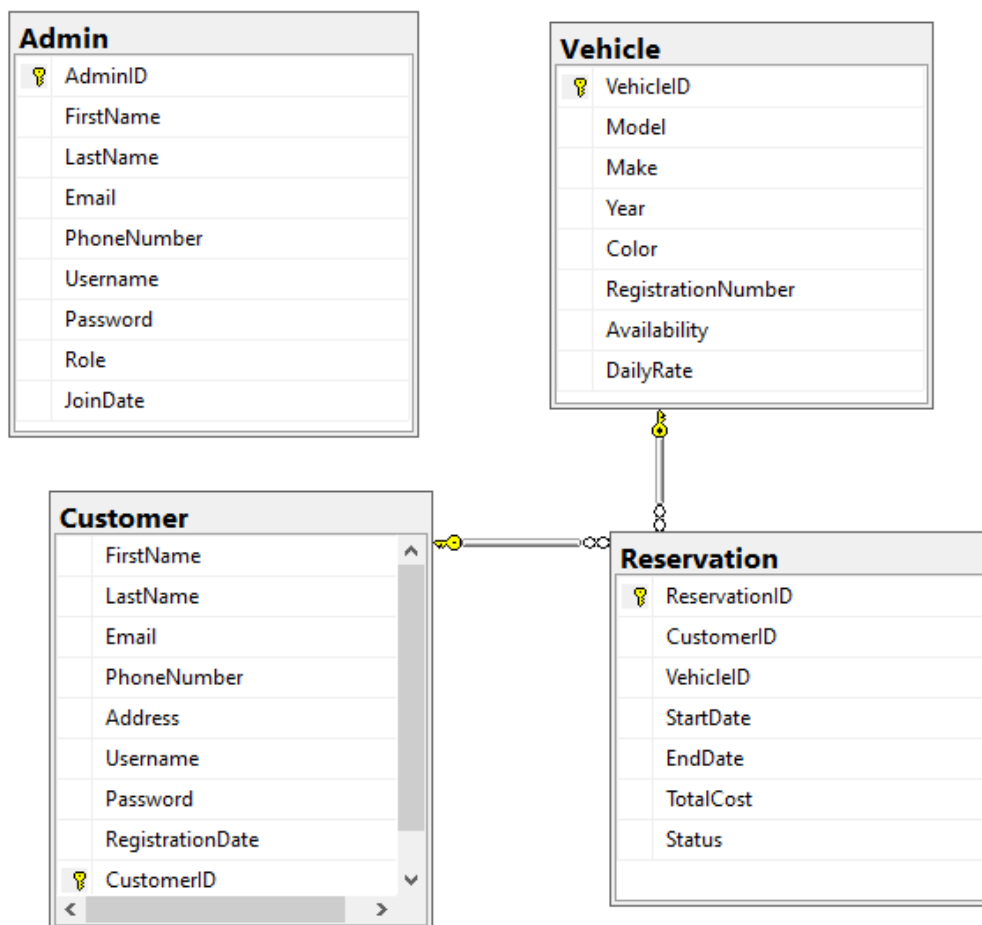 Admin
AdminID
FirstName
LastName
Email
PhoneNumber
Username
Password
Role
JoinDate
Vehicle
VehicleID
Model
Make
Year
Color
RegistrationNumber
Availability
DailyRate
Customer
FirstName
LastName
Email
PhoneNumber
Address
Username
Password
RegistrationDate
CustomerID
Reservation
ReservationID
CustomerID
VehicleID
StartDate
EndDate
TotalCost
Status